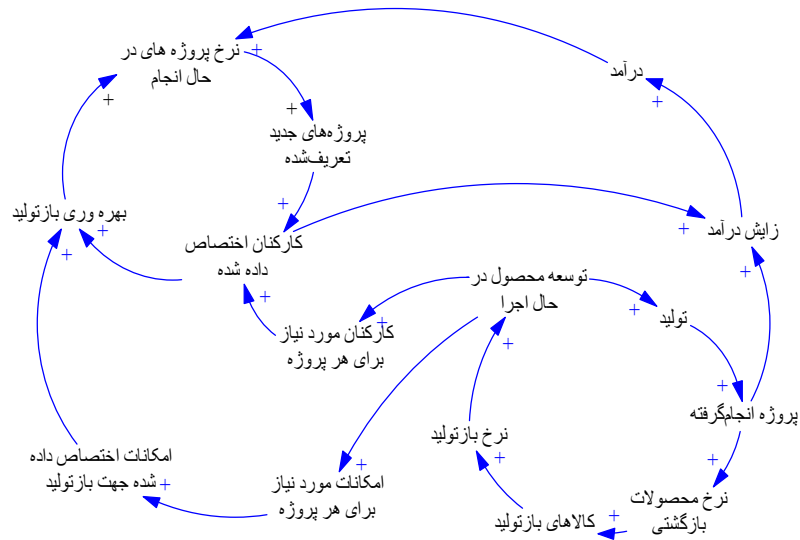 نرخ پروژه های در
حال انجام
+
درآمد
+
+
+
پروژه‌های جدید
تعریف‌شده
+
بهره وری بازتولید
+
+
کارکنان اختصاص
داده شده
+
زایش درآمد
+
+
توسعه محصول در
حال اجرا
+
تولید
+
کارکنان مورد نیاز
برای هر پروژه
+
+
پروژه انجام‌گرفته
+
نرخ بازتولید
+
+
امکانات اختصاص داده
شده جهت بازتولید
+
امکانات مورد نیاز
برای هر پروژه
+
نرخ محصولات
بازگشتی
+
کالاهای بازتولید
+